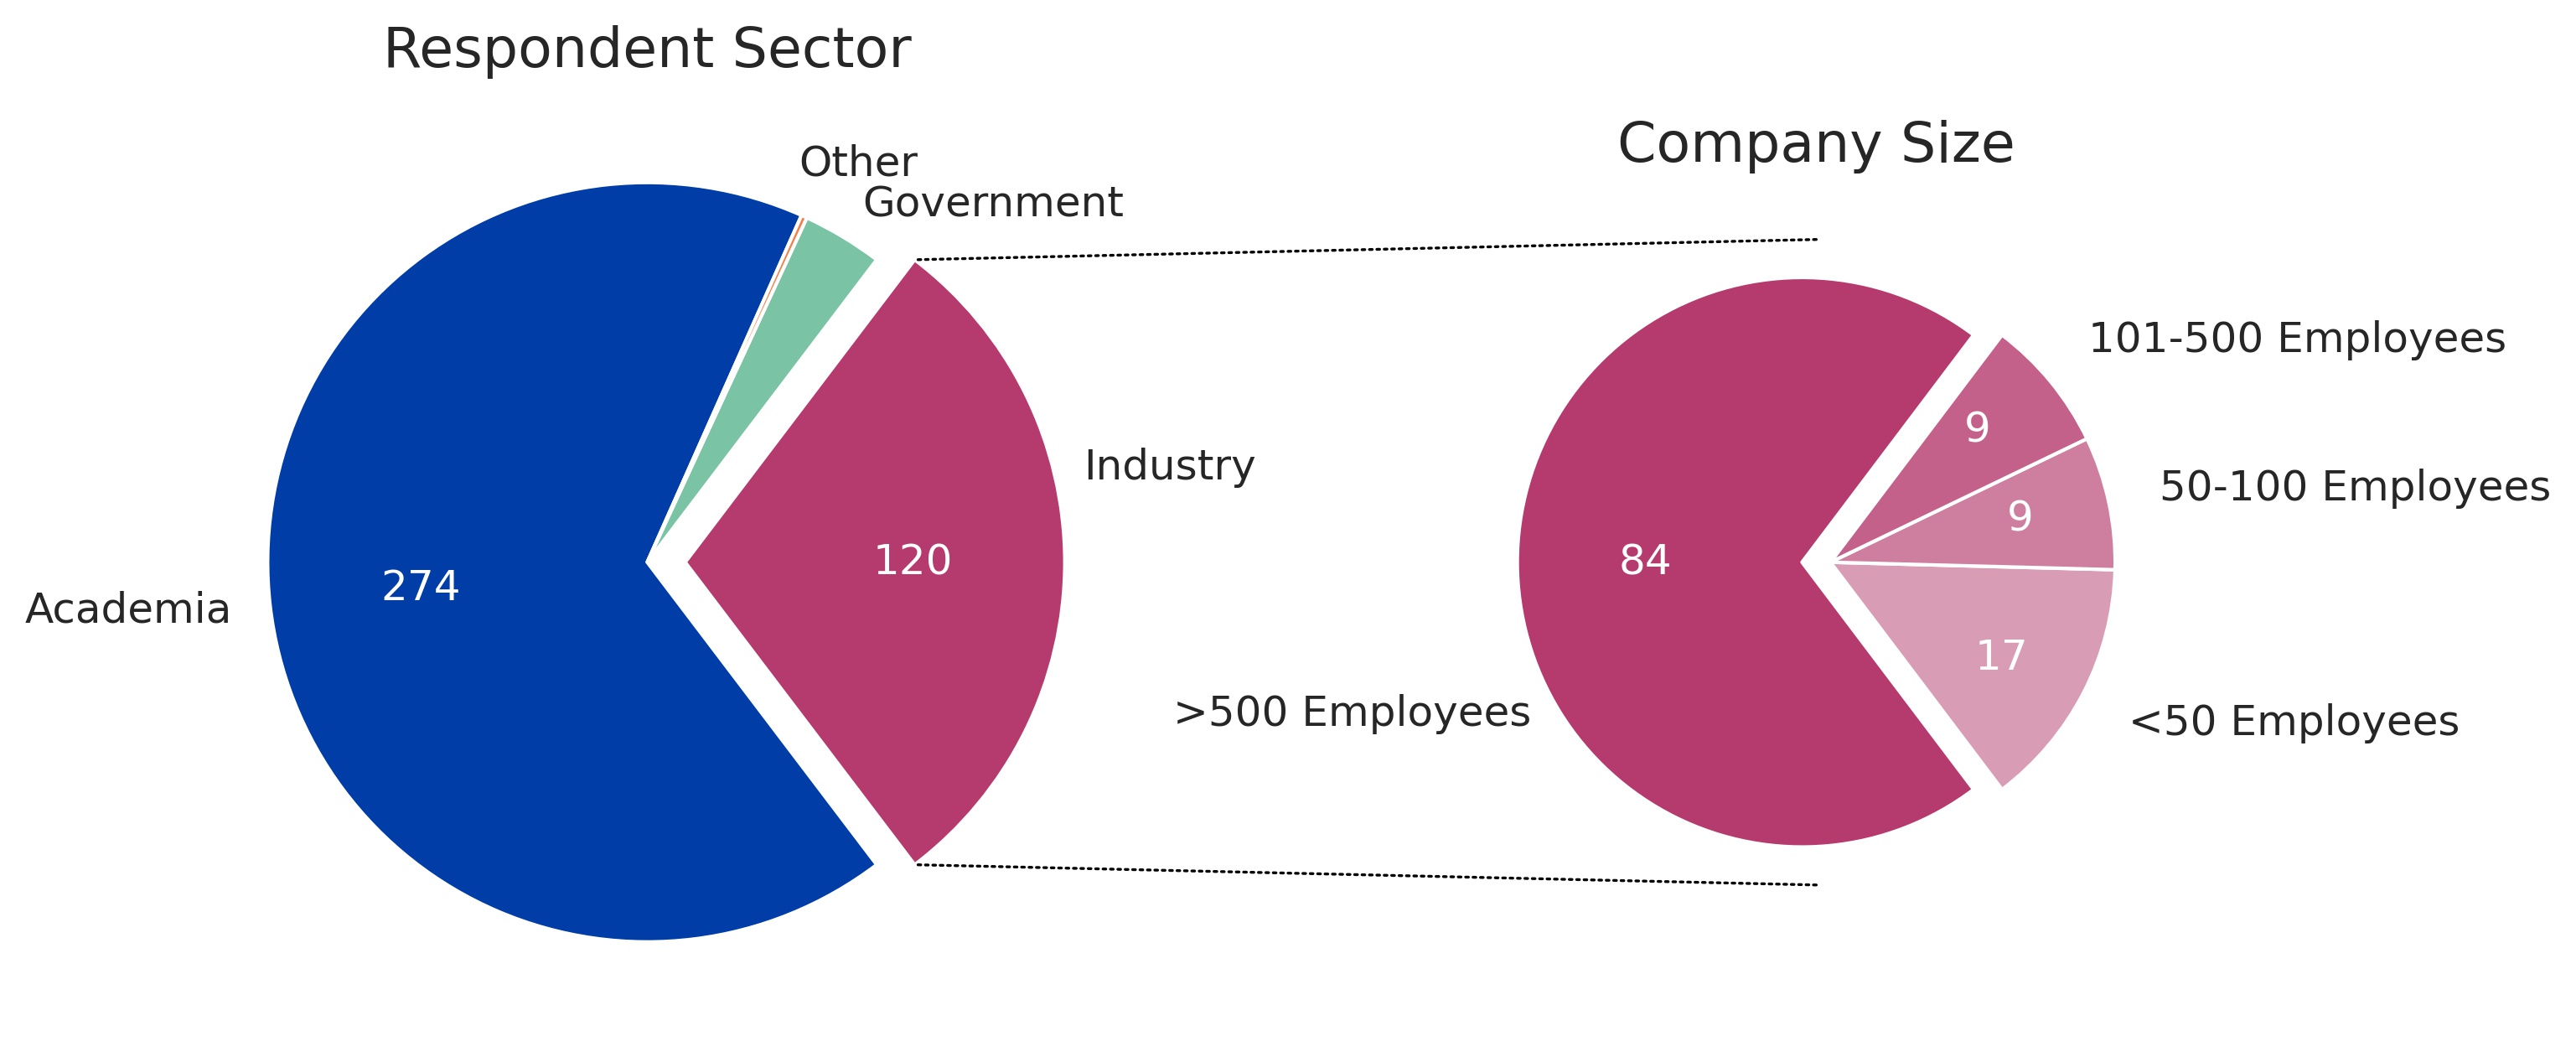 Respondent Sector
Other
Government
Industry
120
274
Academia
Company Size
101-500 Employees
9
50-100 Employees
9
84
17
<50 Employees
>500 Employees